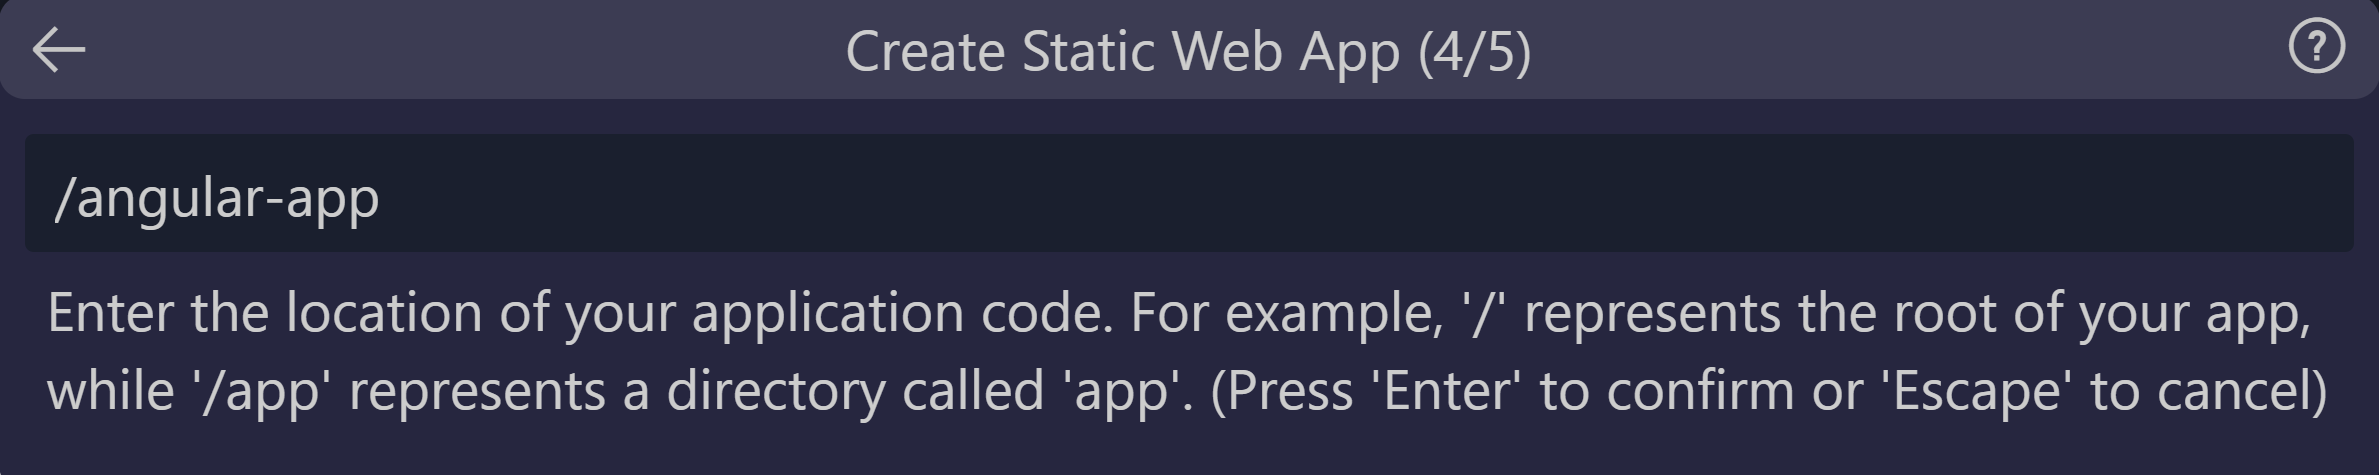 Create Static Web App (4/5)
/angular-app
Enter the location of your application code. For example, '/' represents the root of your app,
while '/app' represents a directory called 'app'. (Press 'Enter' to confirm or 'Escape' to cancel)